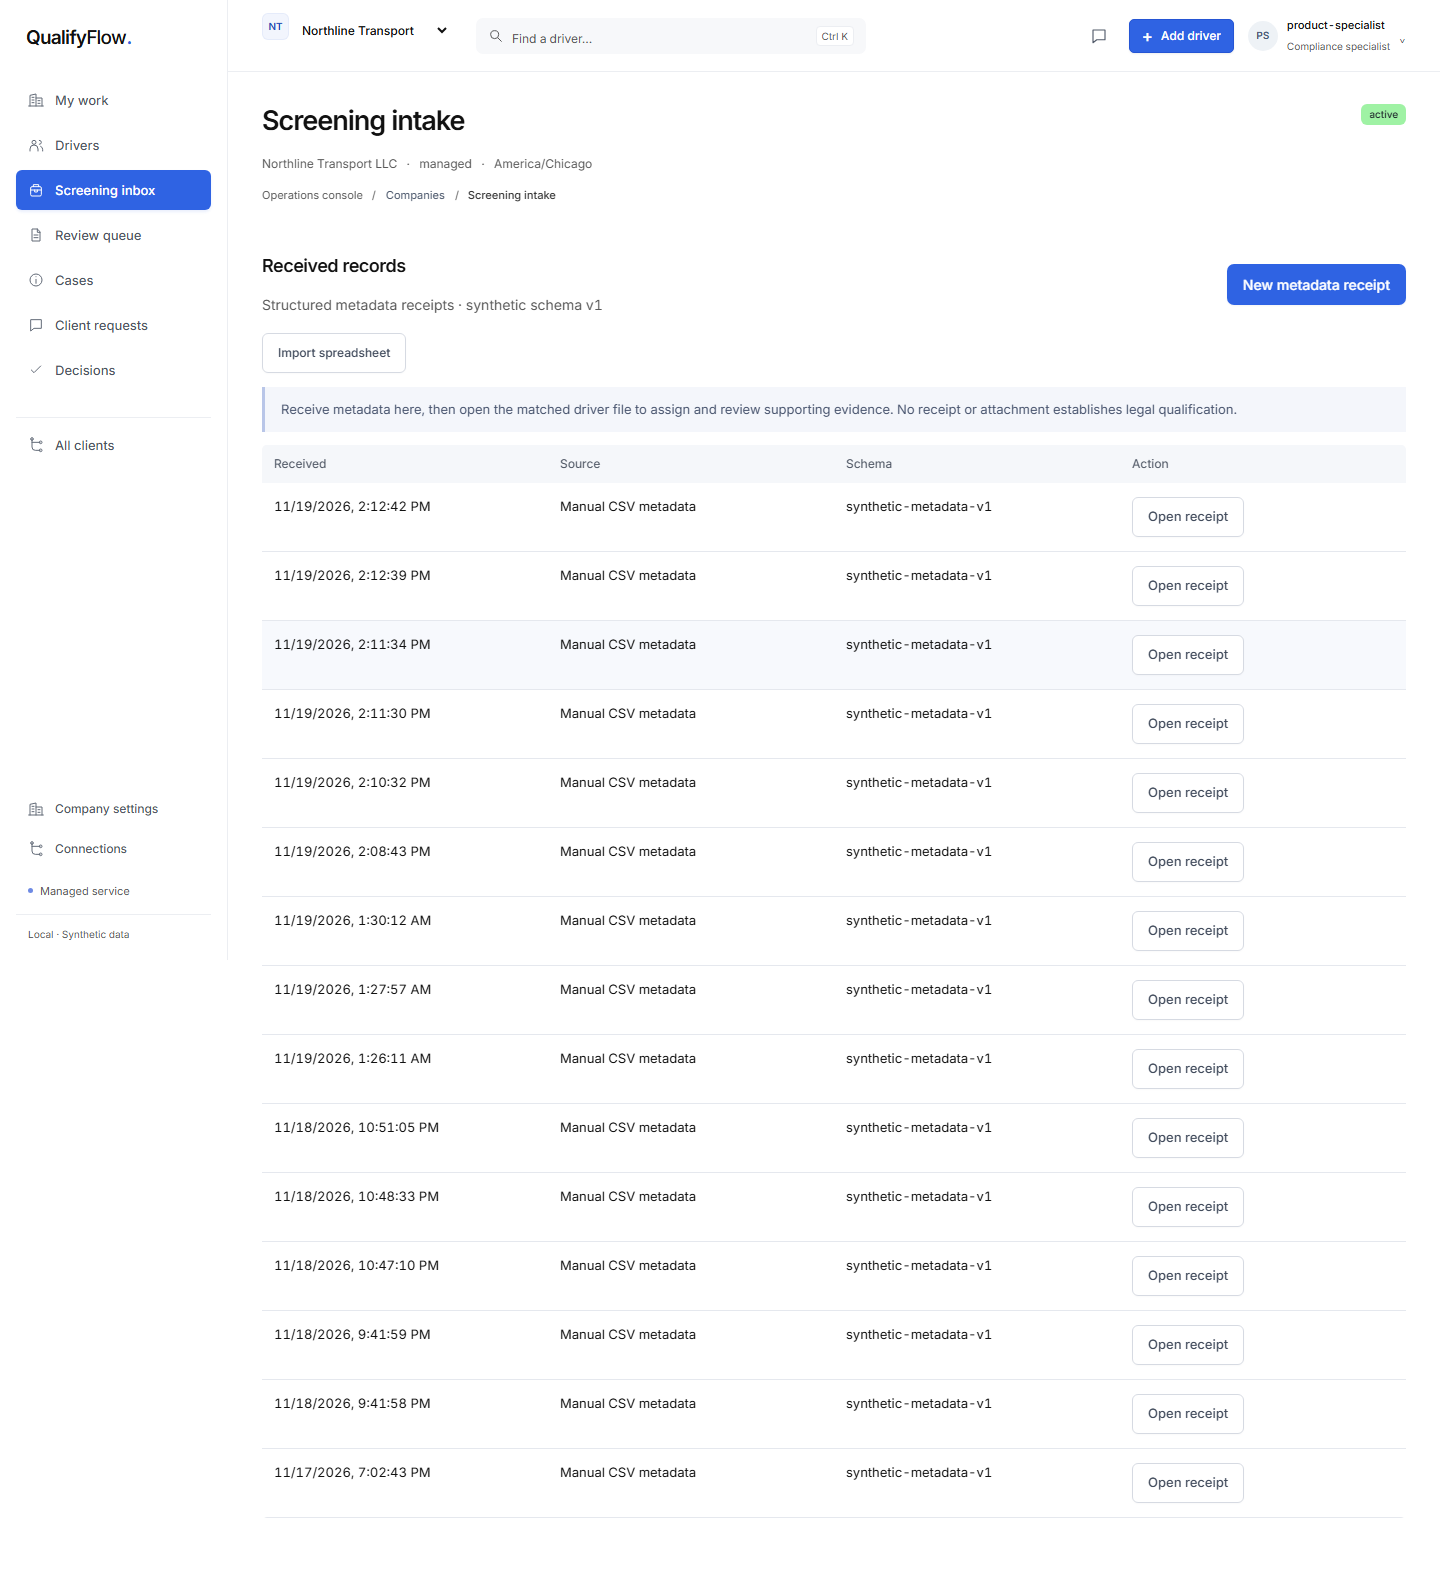 QualifyFlow.
My work
Drivers
Screening inbox
Review queue
Cases
Client requests
Decisions
All clients
Company settings
Connections
Managed service
Local · Synthetic data
NT
Northline Transport
Find a driver...
Ctrl K
+ Add driver
PS
product-specialist
Compliance specialist
Screening intake
active
Northline Transport LLC · managed · America/Chicago
Operations console / Companies / Screening intake
Received records
Structured metadata receipts · synthetic schema v1
New metadata receipt
Import spreadsheet
Receive metadata here, then open the matched driver file to assign and review supporting evidence. No receipt or attachment establishes legal qualification.
Received Source Schema Action
11/19/2026, 2:12:42 PM Manual CSV metadata synthetic-metadata-v1 Open receipt
11/19/2026, 2:12:39 PM Manual CSV metadata synthetic-metadata-v1 Open receipt
11/19/2026, 2:11:34 PM Manual CSV metadata synthetic-metadata-v1 Open receipt
11/19/2026, 2:11:30 PM Manual CSV metadata synthetic-metadata-v1 Open receipt
11/19/2026, 2:10:32 PM Manual CSV metadata synthetic-metadata-v1 Open receipt
11/19/2026, 2:08:43 PM Manual CSV metadata synthetic-metadata-v1 Open receipt
11/19/2026, 1:30:12 AM Manual CSV metadata synthetic-metadata-v1 Open receipt
11/19/2026, 1:27:57 AM Manual CSV metadata synthetic-metadata-v1 Open receipt
11/19/2026, 1:26:11 AM Manual CSV metadata synthetic-metadata-v1 Open receipt
11/18/2026, 10:51:05 PM Manual CSV metadata synthetic-metadata-v1 Open receipt
11/18/2026, 10:48:33 PM Manual CSV metadata synthetic-metadata-v1 Open receipt
11/18/2026, 10:47:10 PM Manual CSV metadata synthetic-metadata-v1 Open receipt
11/18/2026, 9:41:59 PM Manual CSV metadata synthetic-metadata-v1 Open receipt
11/18/2026, 9:41:58 PM Manual CSV metadata synthetic-metadata-v1 Open receipt
11/17/2026, 7:02:43 PM Manual CSV metadata synthetic-metadata-v1 Open receipt